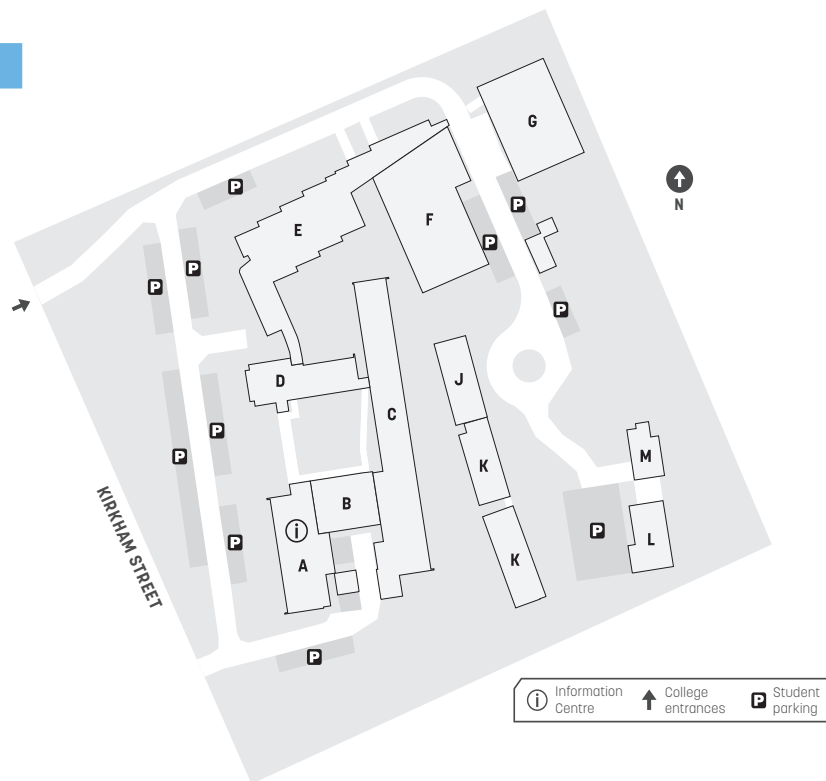 G
P
P
N
F
E
P
P
P
P
P
J
D
C
P
M
K
P
B
KIRKHAM STREET
P
L
P
K
A
P
Information
Centre
College
entrances
P
Student
parking